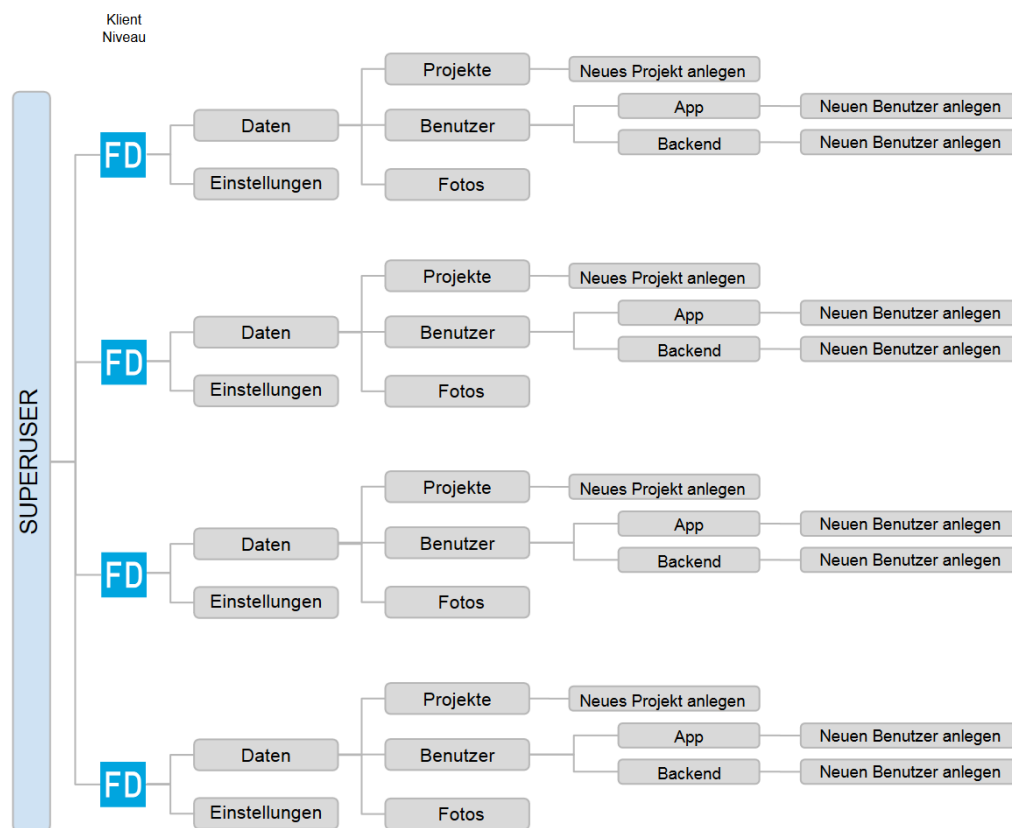 Klient
Niveau
SUPERUSER
Projekte
Neues Projekt anlegen
FD
Daten
Benutzer
App
Neuen Benutzer anlegen
Backend
Neuen Benutzer anlegen
Einstellungen
Fotos
Projekte
Neues Projekt anlegen
FD
Daten
Benutzer
App
Neuen Benutzer anlegen
Backend
Neuen Benutzer anlegen
Einstellungen
Fotos
Projekte
Neues Projekt anlegen
FD
Daten
Benutzer
App
Neuen Benutzer anlegen
Backend
Neuen Benutzer anlegen
Einstellungen
Fotos
Projekte
Neues Projekt anlegen
FD
Daten
Benutzer
App
Neuen Benutzer anlegen
Backend
Neuen Benutzer anlegen
Einstellungen
Fotos